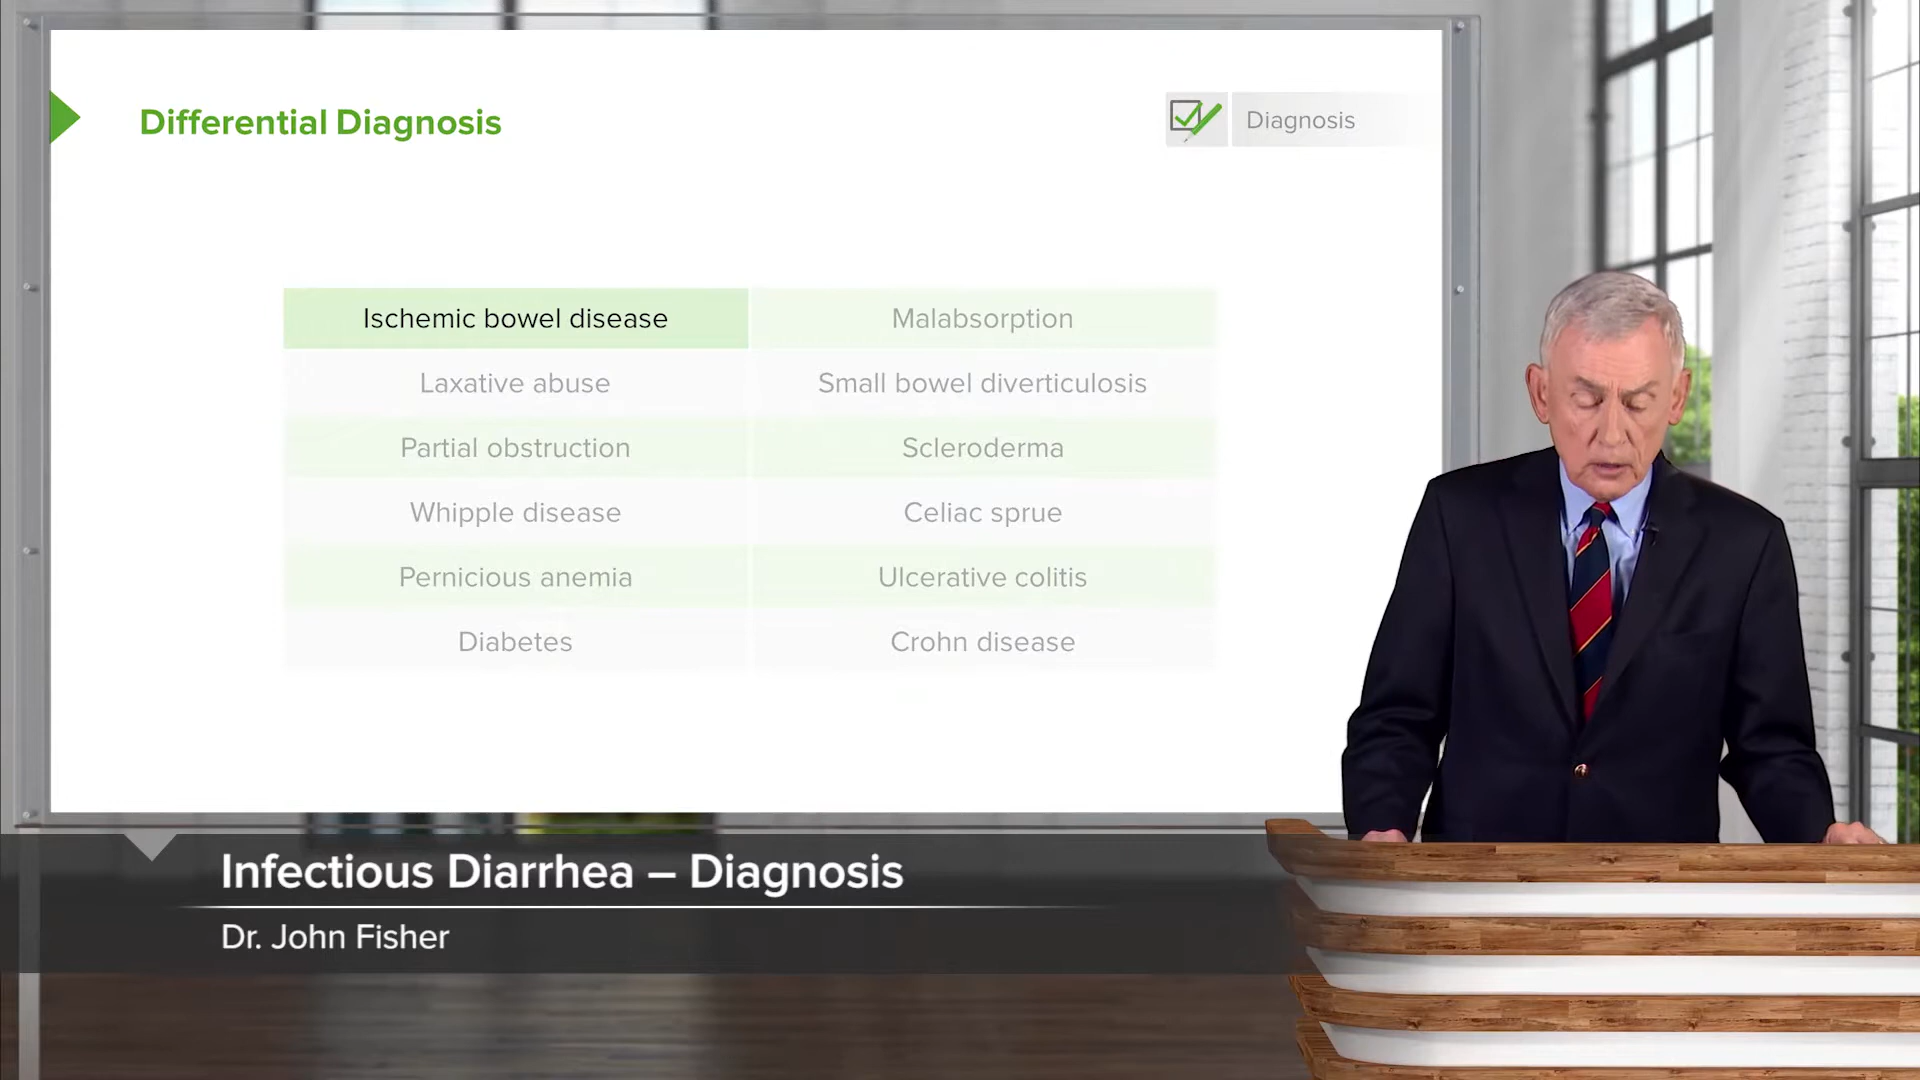 Differential Diagnosis
Diagnosis
Ischemic bowel disease
Malabsorption
Laxative abuse
Small bowel diverticulosis
Partial obstruction
Scleroderma
Whipple disease
Celiac sprue
Pernicious anemia
Ulcerative colitis
Diabetes
Crohn disease
Infectious Diarrhea – Diagnosis
Dr. John Fisher